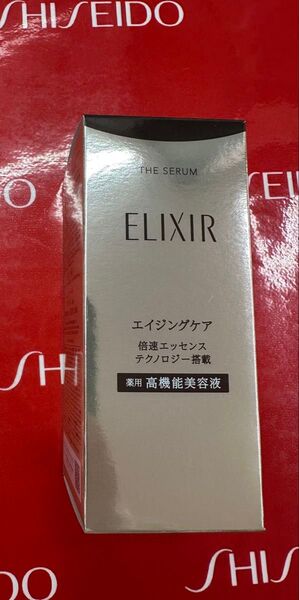 SHISEIDO
SHISEIDO
THE SERUM
ELIXIR
エイジングケア
倍速エッセンス
テクノロジー搭載
薬用 高機能美容液
SHI